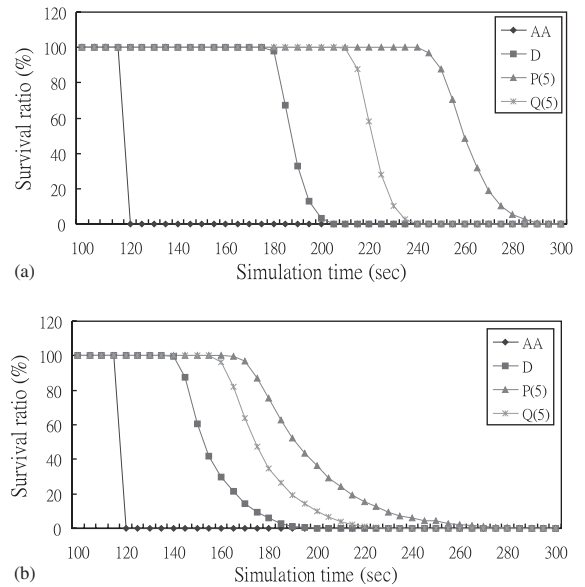 120
100
80
60
40
20
0
Survival ratio (%)
AA
D
P(5)
Q(5)
100 120 140 160 180 200 220 240 260 280 300
(a)
Simulation time (sec)
120
100
80
60
40
20
0
Survival ratio (%)
AA
D
P(5)
Q(5)
100 120 140 160 180 200 220 240 260 280 300
(b)
Simulation time (sec)